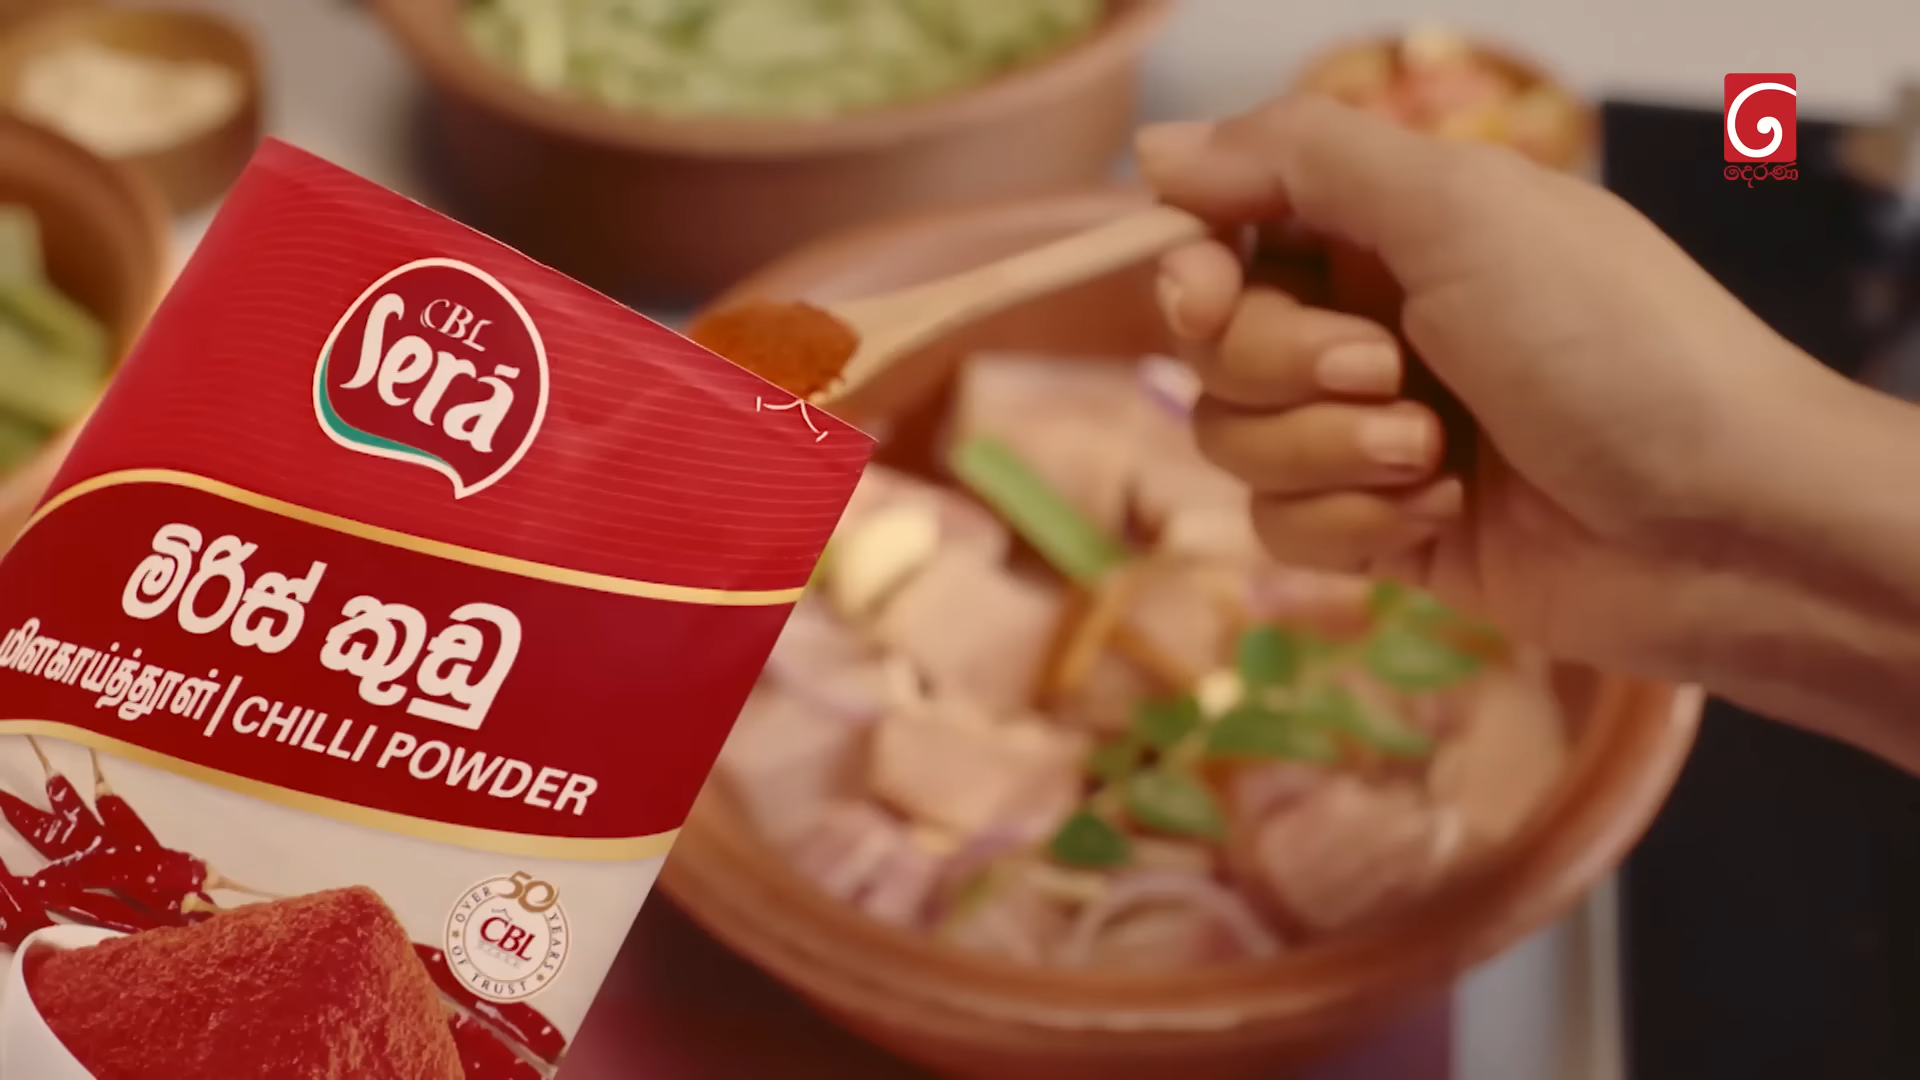 CBL
Serā
මිරිස් කුඩු
மிளகாய்த்தூள் | CHILLI POWDER
OVER 50 YEARS OF TRUST
CBL
දෙරණ